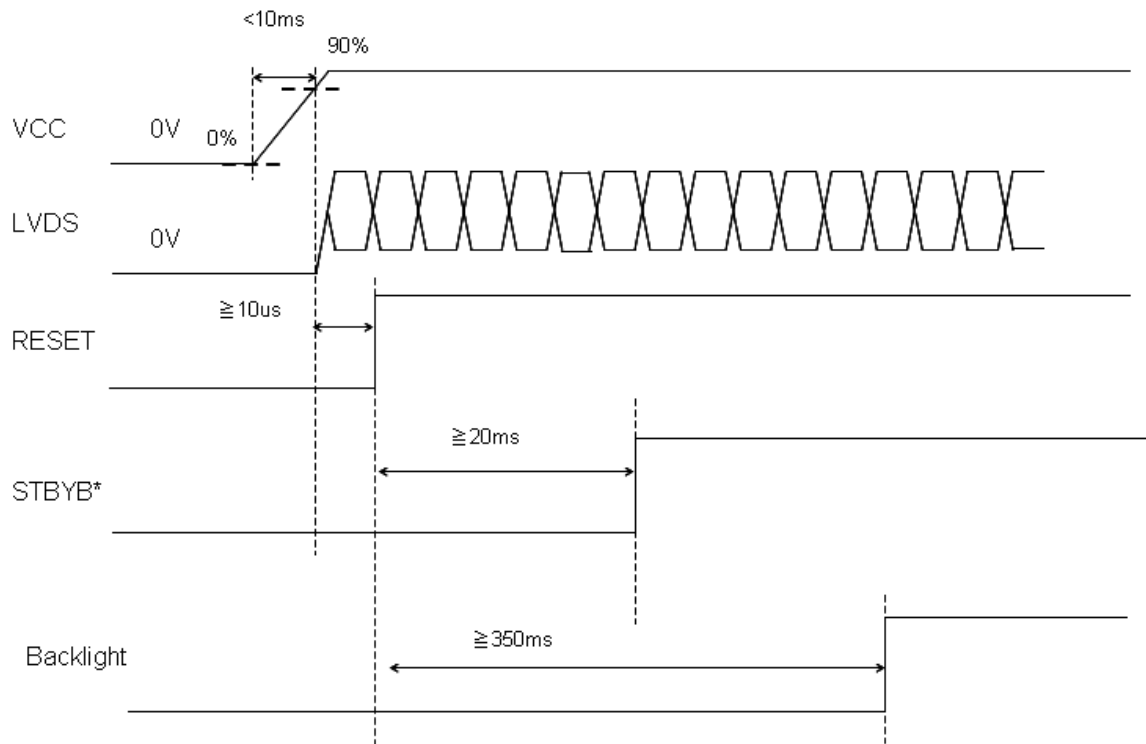 <10ms
90%
VCC 0V 0%
LVDS 0V
≧10us
RESET
≧20ms
STBYB*
≧350ms
Backlight